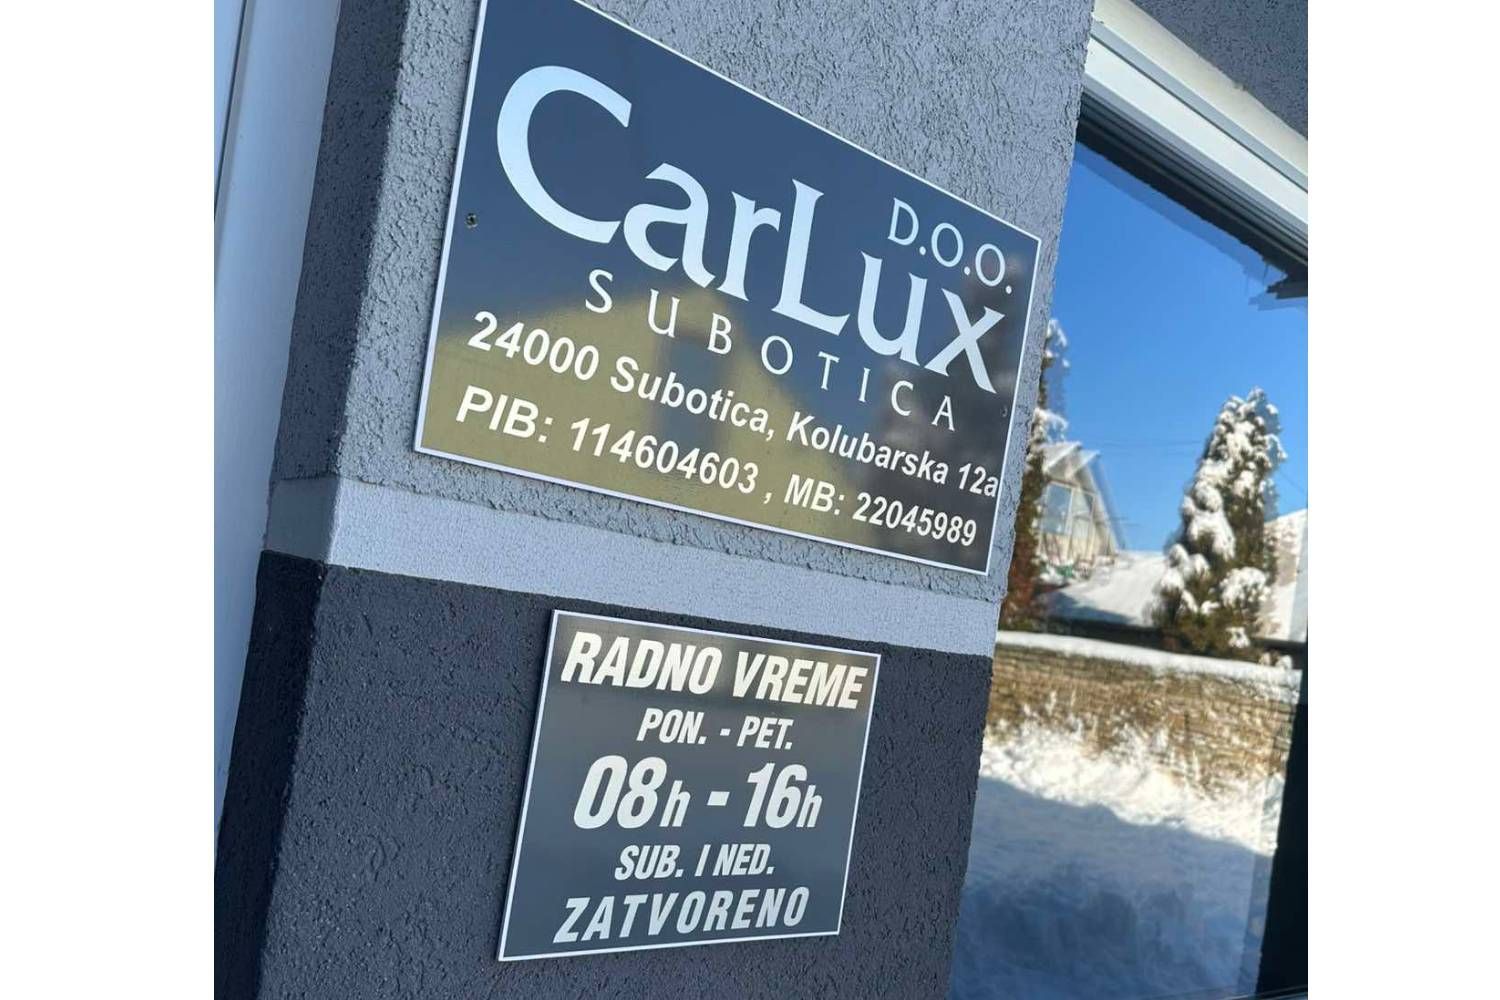 CarLux D.O.O.
SUBOTICA
24000 Subotica, Kolubarska 12a
PIB: 114604603 , MB: 22045989
RADNO VREME
PON. - PET.
08h - 16h
SUB. I NED.
ZATVORENO